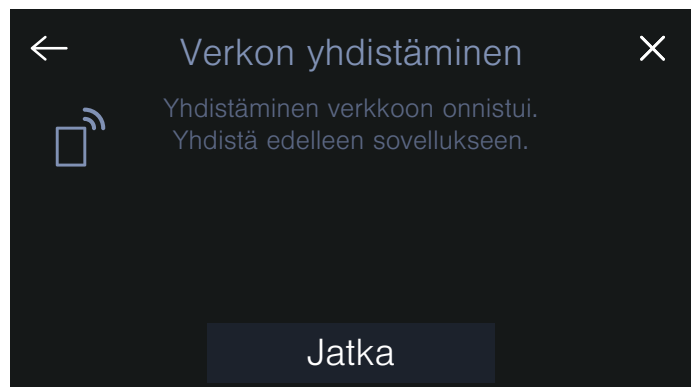 Verkon yhdistäminen
Yhdistäminen verkkoon onnistui.
Yhdistä edelleen sovellukseen.
Jatka